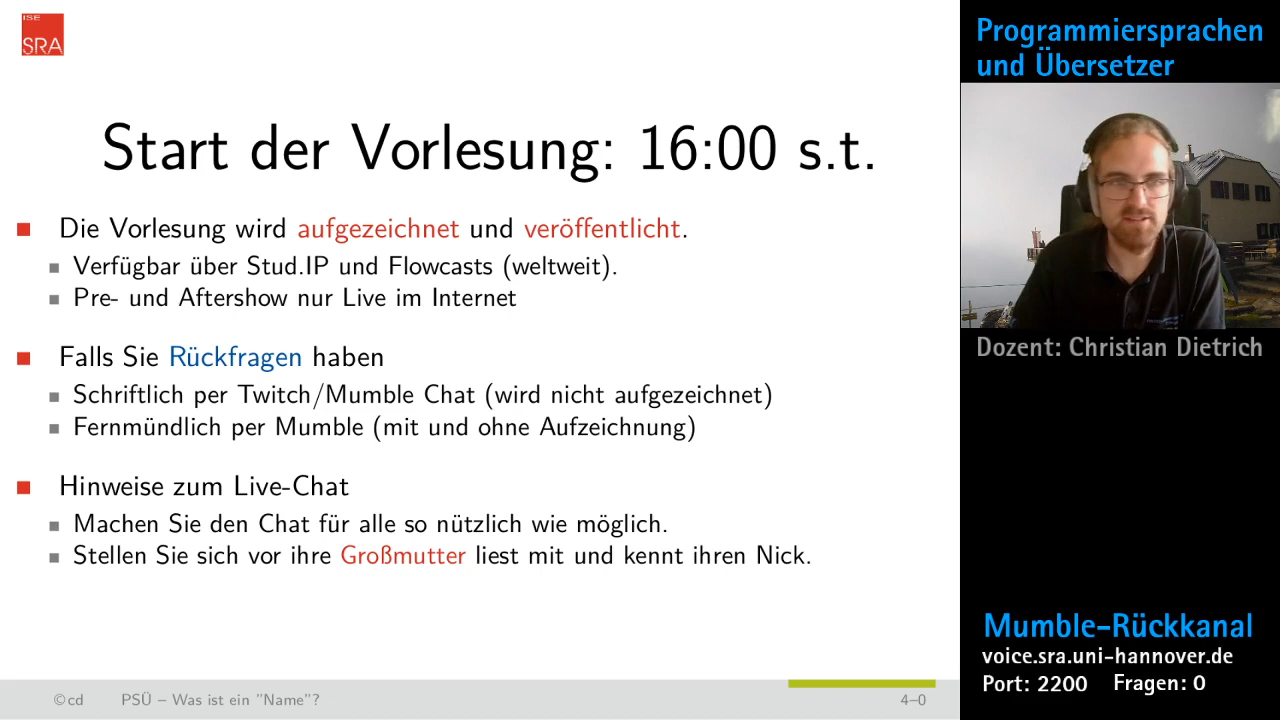 ISE
SRA
Start der Vorlesung: 16:00 s.t.
Die Vorlesung wird aufgezeichnet und veröffentlicht.
Verfügbar über Stud.IP und Flowcasts (weltweit).
Pre- und Aftershow nur Live im Internet
Falls Sie Rückfragen haben
Schriftlich per Twitch/Mumble Chat (wird nicht aufgezeichnet)
Fernmündlich per Mumble (mit und ohne Aufzeichnung)
Hinweise zum Live-Chat
Machen Sie den Chat für alle so nützlich wie möglich.
Stellen Sie sich vor ihre Großmutter liest mit und kennt ihren Nick.
©cd PSÜ – Was ist ein "Name"? 4–0
Programmiersprachen
und Übersetzer
Dozent: Christian Dietrich
Mumble-Rückkanal
voice.sra.uni-hannover.de
Port: 2200 Fragen: 0